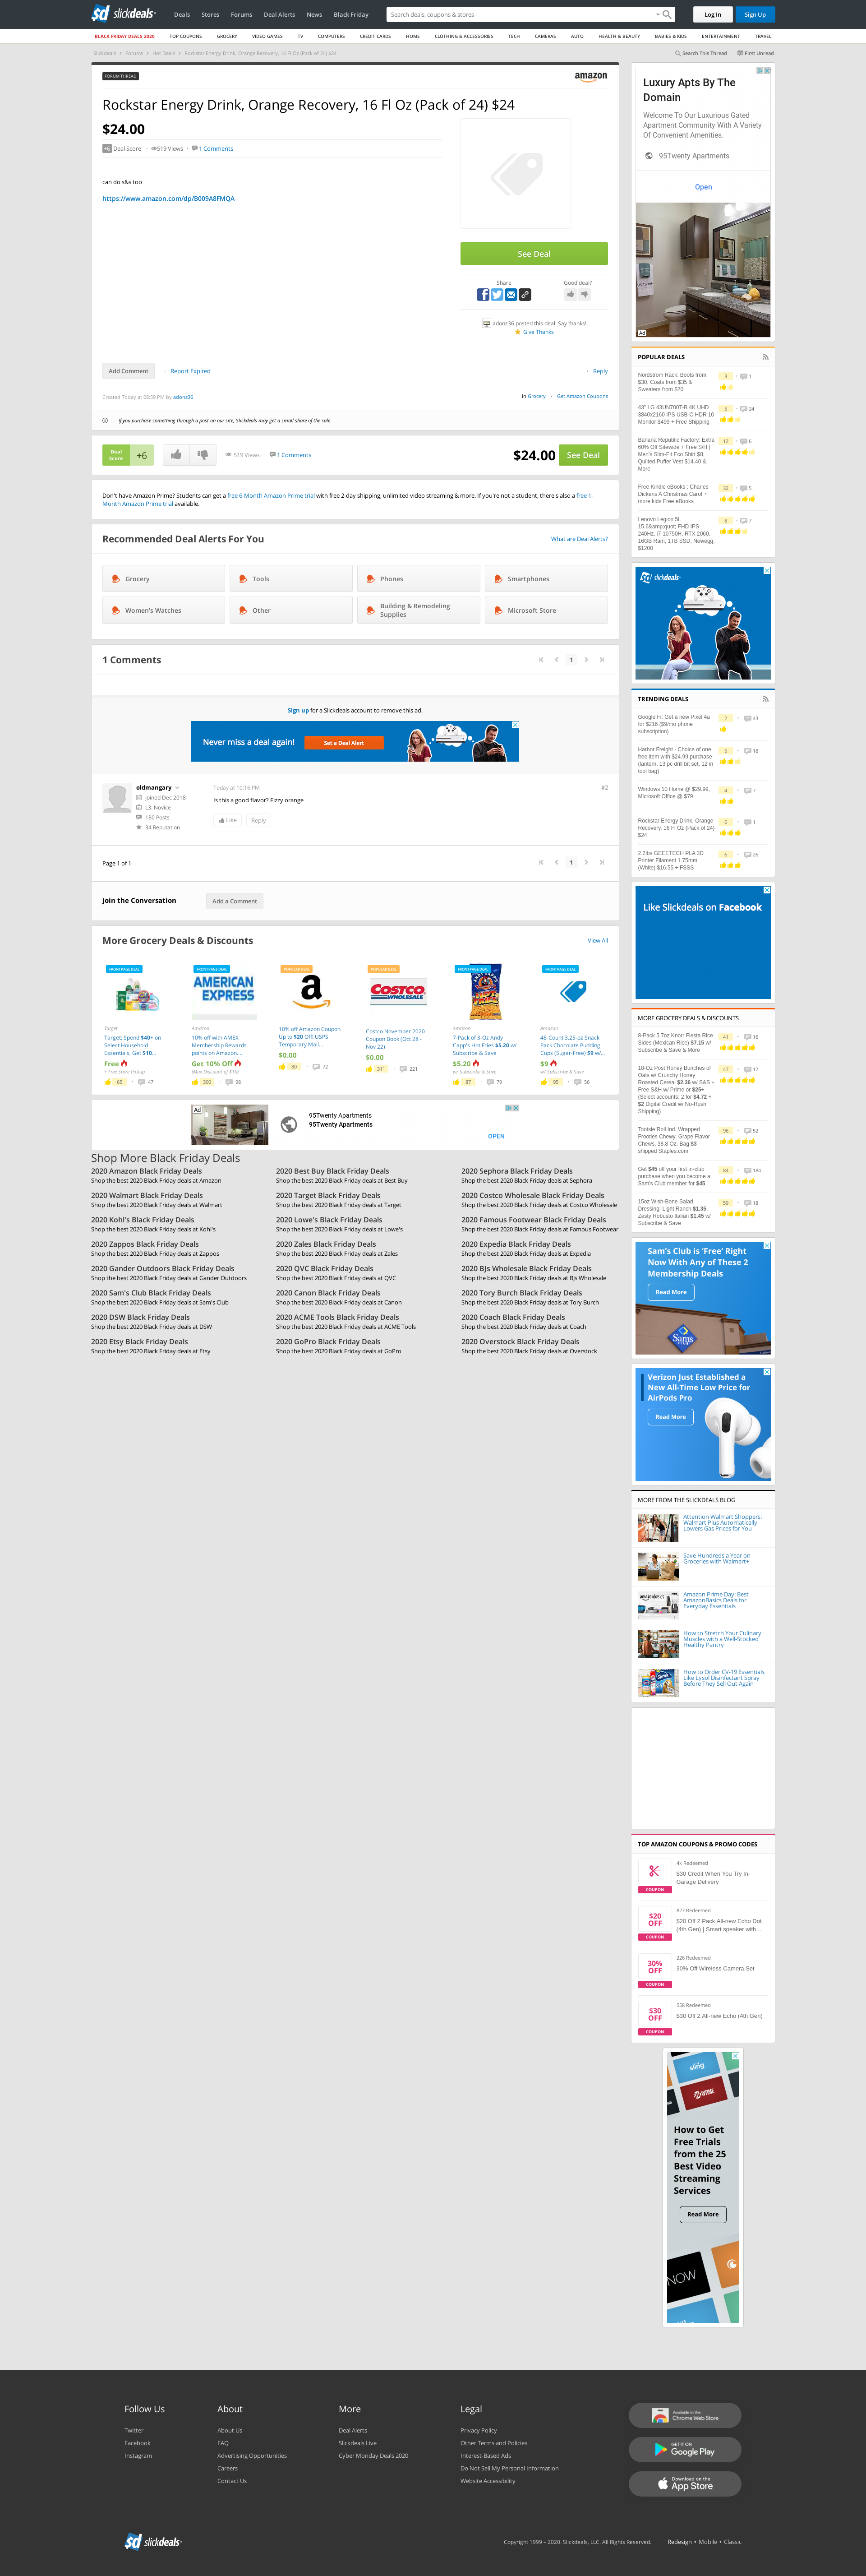 slickdeals
Deals Stores Forums Deal Alerts News Black Friday
Search deals, coupons & stores
Log In Sign Up
BLACK FRIDAY DEALS 2020 TOP COUPONS GROCERY VIDEO GAMES TV COMPUTERS CREDIT CARDS HOME CLOTHING & ACCESSORIES TECH CAMERAS AUTO HEALTH & BEAUTY BABIES & KIDS ENTERTAINMENT TRAVEL
Slickdeals Forums Hot Deals Rockstar Energy Drink, Orange Recovery, 16 Fl Oz (Pack of 24) $24
Search This Thread First Unread
FORUM THREAD
amazon
Rockstar Energy Drink, Orange Recovery, 16 Fl Oz (Pack of 24) $24
$24.00
+6 Deal Score 519 Views 1 Comments
can do s&s too
https://www.amazon.com/dp/B009A8FMQA
See Deal
Share Good deal?
adonz36 posted this deal. Say thanks!
Give Thanks
Add Comment Report Expired Reply
Created Today at 08:59 PM by adonz36
in Grocery Get Amazon Coupons
If you purchase something through a post on our site, Slickdeals may get a small share of the sale.
Deal Score +6 519 Views 1 Comments $24.00 See Deal
Don't have Amazon Prime? Students can get a free 6-Month Amazon Prime trial with free 2-day shipping, unlimited video streaming & more. If you're not a student, there's also a free 1-
Month Amazon Prime trial available.
Recommended Deal Alerts For You
What are Deal Alerts?
Grocery Tools Phones Smartphones
Women's Watches Other Building & Remodeling Supplies Microsoft Store
1 Comments
1
Sign up for a Slickdeals account to remove this ad.
Never miss a deal again! Set a Deal Alert
oldmangary
Joined Dec 2018
L3: Novice
180 Posts
34 Reputation
Today at 10:16 PM
#2
Is this a good flavor? Fizzy orange
Like Reply
Page 1 of 1
1
Join the Conversation Add a Comment
More Grocery Deals & Discounts
View All
FRONTPAGE DEAL
Target
Target: Spend $40+ on
Select Household
Essentials, Get $10...
Free
+ Free Store Pickup
65 47
FRONTPAGE DEAL
AMERICAN
EXPRESS
Amazon
10% off with AMEX
Membership Rewards
points on Amazon....
Get 10% Off
(Max Discount of $10)
200 98
POPULAR DEAL
10% off Amazon Coupon
Up to $20 Off! USPS
Temporary Mail...
$0.00
80 72
POPULAR DEAL
COSTCO
WHOLESALE
Costco November 2020
Coupon Book (Oct 28 -
Nov 22)
$0.00
311 221
FRONTPAGE DEAL
Amazon
7-Pack of 3-Oz Andy
Capp's Hot Fries $5.20 w/
Subscribe & Save
$5.20
w/ Subscribe & Save
87 79
FRONTPAGE DEAL
Amazon
48-Count 3.25-oz Snack
Pack Chocolate Pudding
Cups (Sugar-Free) $9 w/...
$9
w/ Subscribe & Save
95 56
Ad
95Twenty Apartments
95Twenty Apartments
OPEN
Shop More Black Friday Deals
2020 Amazon Black Friday Deals
Shop the best 2020 Black Friday deals at Amazon
2020 Best Buy Black Friday Deals
Shop the best 2020 Black Friday deals at Best Buy
2020 Sephora Black Friday Deals
Shop the best 2020 Black Friday deals at Sephora
2020 Walmart Black Friday Deals
Shop the best 2020 Black Friday deals at Walmart
2020 Target Black Friday Deals
Shop the best 2020 Black Friday deals at Target
2020 Costco Wholesale Black Friday Deals
Shop the best 2020 Black Friday deals at Costco Wholesale
2020 Kohl's Black Friday Deals
Shop the best 2020 Black Friday deals at Kohl's
2020 Lowe's Black Friday Deals
Shop the best 2020 Black Friday deals at Lowe's
2020 Famous Footwear Black Friday Deals
Shop the best 2020 Black Friday deals at Famous Footwear
2020 Zappos Black Friday Deals
Shop the best 2020 Black Friday deals at Zappos
2020 Zales Black Friday Deals
Shop the best 2020 Black Friday deals at Zales
2020 Expedia Black Friday Deals
Shop the best 2020 Black Friday deals at Expedia
2020 Gander Outdoors Black Friday Deals
Shop the best 2020 Black Friday deals at Gander Outdoors
2020 QVC Black Friday Deals
Shop the best 2020 Black Friday deals at QVC
2020 BJs Wholesale Black Friday Deals
Shop the best 2020 Black Friday deals at BJs Wholesale
2020 Sam's Club Black Friday Deals
Shop the best 2020 Black Friday deals at Sam's Club
2020 Canon Black Friday Deals
Shop the best 2020 Black Friday deals at Canon
2020 Tory Burch Black Friday Deals
Shop the best 2020 Black Friday deals at Tory Burch
2020 DSW Black Friday Deals
Shop the best 2020 Black Friday deals at DSW
2020 ACME Tools Black Friday Deals
Shop the best 2020 Black Friday deals at ACME Tools
2020 Coach Black Friday Deals
Shop the best 2020 Black Friday deals at Coach
2020 Etsy Black Friday Deals
Shop the best 2020 Black Friday deals at Etsy
2020 GoPro Black Friday Deals
Shop the best 2020 Black Friday deals at GoPro
2020 Overstock Black Friday Deals
Shop the best 2020 Black Friday deals at Overstock
Luxury Apts By The
Domain
Welcome To Our Luxurious Gated
Apartment Community With A Variety
Of Convenient Amenities.
95Twenty Apartments
Open
Ad
POPULAR DEALS
Nordstrom Rack: Boots from
$30, Coats from $35 &
Sweaters from $20
3 1
43" LG 43UN700T-B 4K UHD
3840x2160 IPS USB-C HDR 10
Monitor $499 + Free Shipping
5 24
Banana Republic Factory: Extra
60% Off Sitewide + Free S/H |
Men's Slim-Fit Eco Shirt $8,
Quilted Puffer Vest $14.40 &
More
12 6
Free Kindle eBooks : Charles
Dickens A Christmas Carol +
more kids Free eBooks
32 5
Lenovo Legion 5i,
15.6&amp;quot; FHD IPS
240Hz, i7-10750H, RTX 2060,
16GB Ram, 1TB SSD, Newegg,
$1200
8 7
slickdeals
TRENDING DEALS
Google Fi: Get a new Pixel 4a
for $216 ($9/mo phone
subscription)
2 43
Harbor Freight - Choice of one
free item with $24.99 purchase
(lantern, 13 pc drill bit set, 12 in
tool bag)
5 18
Windows 10 Home @ $29.99,
Microsoft Office @ $79
4 7
Rockstar Energy Drink, Orange
Recovery, 16 Fl Oz (Pack of 24)
$24
6 1
2.2lbs GEEETECH PLA 3D
Printer Filament 1.75mm
(White) $16.55 + FSSS
6 26
Like Slickdeals on Facebook
MORE GROCERY DEALS & DISCOUNTS
8-Pack 5.7oz Knorr Fiesta Rice
Sides (Mexican Rice) $7.15 w/
Subscribe & Save & More
41 16
18-Oz Post Honey Bunches of
Oats w/ Crunchy Honey
Roasted Cereal $2.36 w/ S&S +
Free S&H w/ Prime or $25+
(Select accounts: 2 for $4.72 +
$2 Digital Credit w/ No-Rush
Shipping)
47 12
Tootsie Roll Ind. Wrapped
Frooties Chewy, Grape Flavor
Chews, 38.8 Oz. Bag $3
shipped Staples.com
96 52
Get $45 off your first in-club
purchase when you become a
Sam's Club member for $45
84 184
15oz Wish-Bone Salad
Dressing: Light Ranch $1.35,
Zesty Robusto Italian $1.45 w/
Subscribe & Save
59 18
Sam's Club is 'Free' Right
Now With Any of These 2
Membership Deals
Read More
Sams
Verizon Just Established a
New All-Time Low Price for
AirPods Pro
Read More
MORE FROM THE SLICKDEALS BLOG
Attention Walmart Shoppers:
Walmart Plus Automatically
Lowers Gas Prices for You
Save Hundreds a Year on
Groceries with Walmart+
amazonbasics
Amazon Prime Day: Best
AmazonBasics Deals for
Everyday Essentials
How to Stretch Your Culinary
Muscles with a Well-Stocked
Healthy Pantry
How to Order CV-19 Essentials
Like Lysol Disinfectant Spray
Before They Sell Out Again
TOP AMAZON COUPONS & PROMO CODES
COUPON
4k Redeemed
$30 Credit When You Try In-
Garage Delivery
$20
OFF
COUPON
827 Redeemed
$20 Off 2 Pack All-new Echo Dot
(4th Gen) | Smart speaker with...
30%
OFF
COUPON
226 Redeemed
30% Off Wireless Camera Set
$30
OFF
COUPON
558 Redeemed
$30 Off 2 All-new Echo (4th Gen)
sling
SHOWTIME
How to Get
Free Trials
from the 25
Best Video
Streaming
Services
Read More
NOW
Follow Us
Twitter
Facebook
Instagram
About
About Us
FAQ
Advertising Opportunities
Careers
Contact Us
More
Deal Alerts
Slickdeals Live
Cyber Monday Deals 2020
Legal
Privacy Policy
Other Terms and Policies
Interest-Based Ads
Do Not Sell My Personal Information
Website Accessibility
Available in the
Chrome Web Store
GET IT ON
Google Play
Download on the
App Store
slickdeals
Copyright 1999 – 2020. Slickdeals, LLC. All Rights Reserved. Redesign • Mobile • Classic